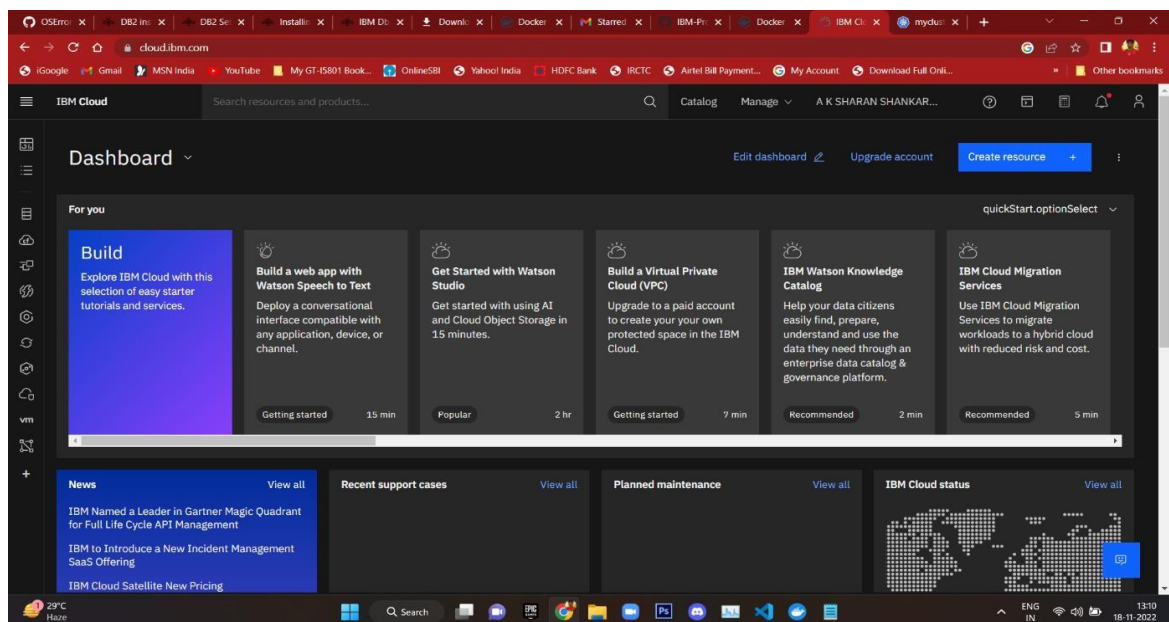 OSError
DB2 ins
DB2 Se
Installin
IBM Db
Downlo
Docker
Starred
IBM-Pro
Docker
IBM Clo
myclust
cloud.ibm.com
iGoogle
Gmail
MSN India
YouTube
My GT-I5801 Book...
OnlineSBI
Yahoo! India
HDFC Bank
IRCTC
Airtel Bill Payment...
My Account
Download Full Onli...
»
Other bookmarks
IBM Cloud
Search resources and products...
Catalog
Manage
A K SHARAN SHANKAR...
Dashboard
Edit dashboard
Upgrade account
Create resource +
For you
quickStart.optionSelect
Build
Explore IBM Cloud with this
selection of easy starter
tutorials and services.
Build a web app with
Watson Speech to Text
Deploy a conversational
interface compatible with
any application, device, or
channel.
Getting started
15 min
Get Started with Watson
Studio
Get started with using AI
and Cloud Object Storage in
15 minutes.
Popular
2 hr
Build a Virtual Private
Cloud (VPC)
Upgrade to a paid account
to create your your own
protected space in the IBM
Cloud.
Getting started
7 min
IBM Watson Knowledge
Catalog
Help your data citizens
easily find, prepare,
understand and use the
data they need through an
enterprise data catalog &
governance platform.
Recommended
2 min
IBM Cloud Migration
Services
Use IBM Cloud Migration
Services to migrate
workloads to a hybrid cloud
with reduced risk and cost.
Recommended
5 min
vm
News
View all
IBM Named a Leader in Gartner Magic Quadrant
for Full Life Cycle API Management
IBM to Introduce a New Incident Management
SaaS Offering
IBM Cloud Satellite New Pricing
Recent support cases
View all
Planned maintenance
View all
IBM Cloud status
View all
1
29°C
Haze
Search
EPIC
Ps
ENG
IN
13:10
18-11-2022